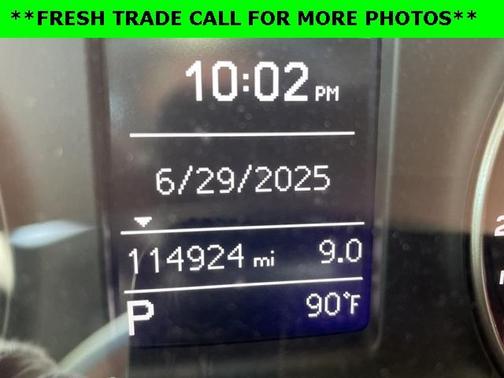 **FRESH TRADE CALL FOR MORE PHOTOS**
10:02 PM
6/29/2025
114924 mi 9.0
P 90°F